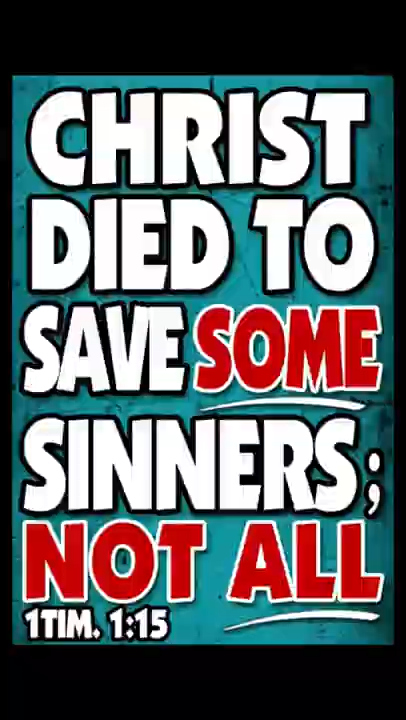 CHRIST
DIED TO
SAVE SOME
SINNERS;
NOT ALL
1TIM. 1:15